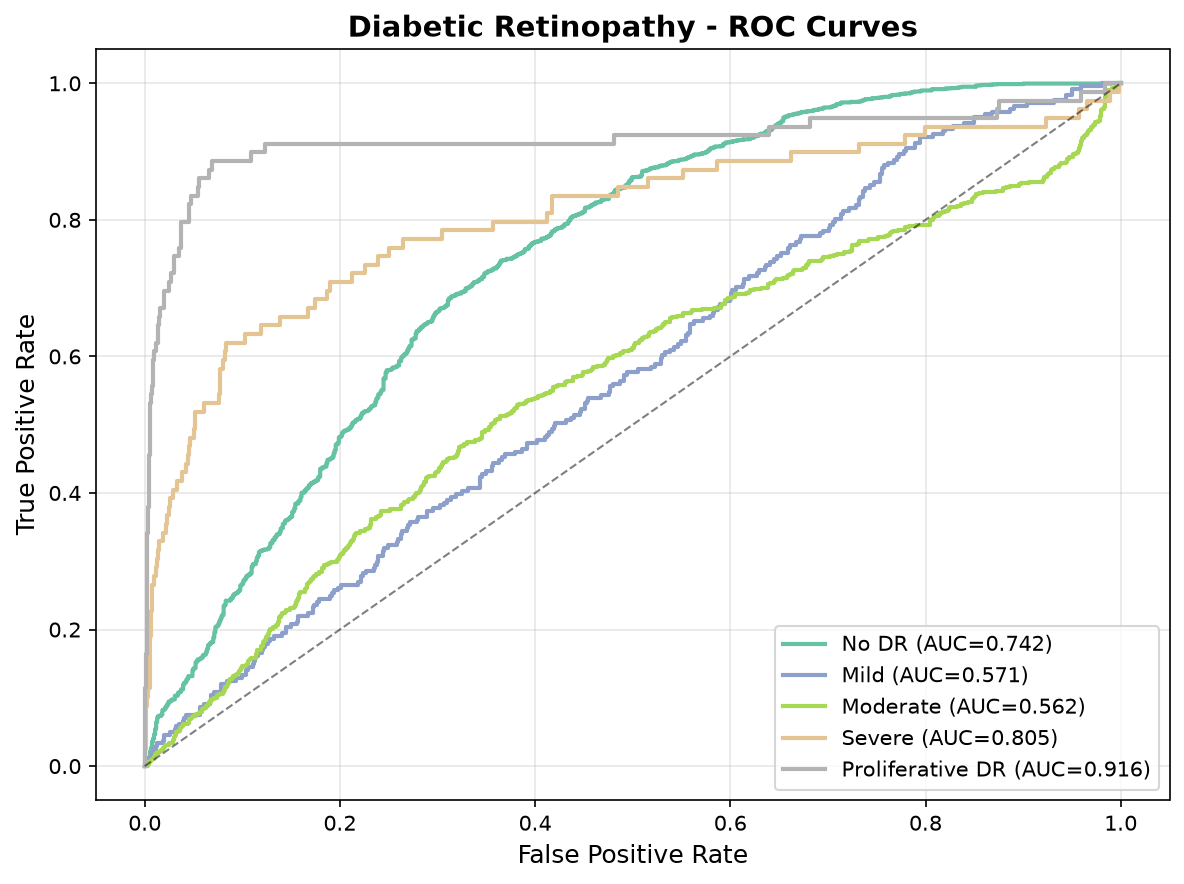 Diabetic Retinopathy - ROC Curves
True Positive Rate
1.0
0.8
0.6
0.4
0.2
0.0
No DR (AUC=0.742)
Mild (AUC=0.571)
Moderate (AUC=0.562)
Severe (AUC=0.805)
Proliferative DR (AUC=0.916)
0.0 0.2 0.4 0.6 0.8 1.0
False Positive Rate